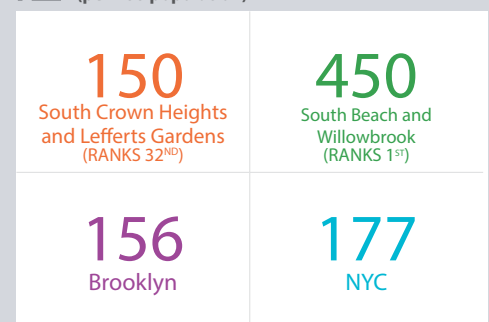 150
South Crown Heights
and Lefferts Gardens
(RANKS 32ND)
450
South Beach and
Willowbrook
(RANKS 1ST)
156
Brooklyn
177
NYC